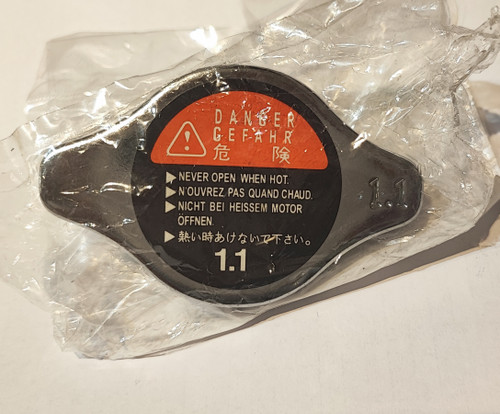 DANGER
GEFAHR
危 険
NEVER OPEN WHEN HOT.
N'OUVREZ PAS QUAND CHAUD.
NICHT BEI HEISSEM MOTOR
ÖFFNEN.
熱い時あけないで下さい。
1.1
1.1